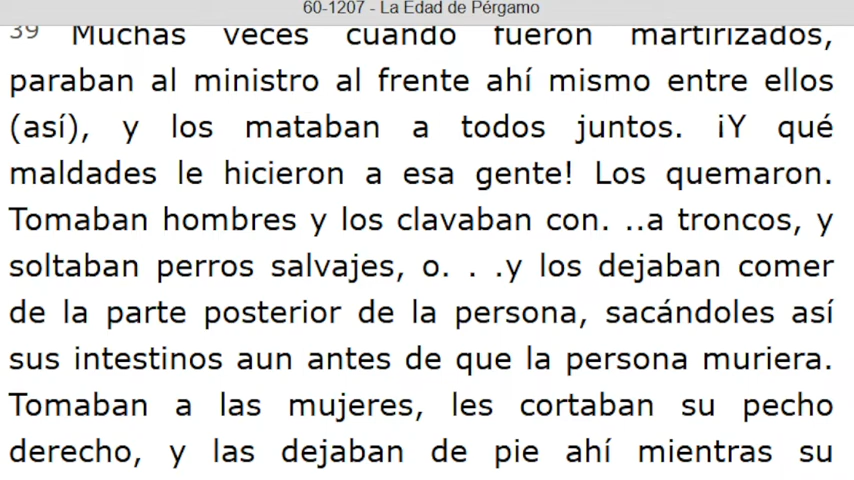 60-1207 - La Edad de Pérgamo
39 Muchas veces cuando fueron martirizados,
paraban al ministro al frente ahí mismo entre ellos
(así), y los mataban a todos juntos. ¡Y qué
maldades le hicieron a esa gente! Los quemaron.
Tomaban hombres y los clavaban con. ..a troncos, y
soltaban perros salvajes, o. . .y los dejaban comer
de la parte posterior de la persona, sacándoles así
sus intestinos aun antes de que la persona muriera.
Tomaban a las mujeres, les cortaban su pecho
derecho, y las dejaban de pie ahí mientras su